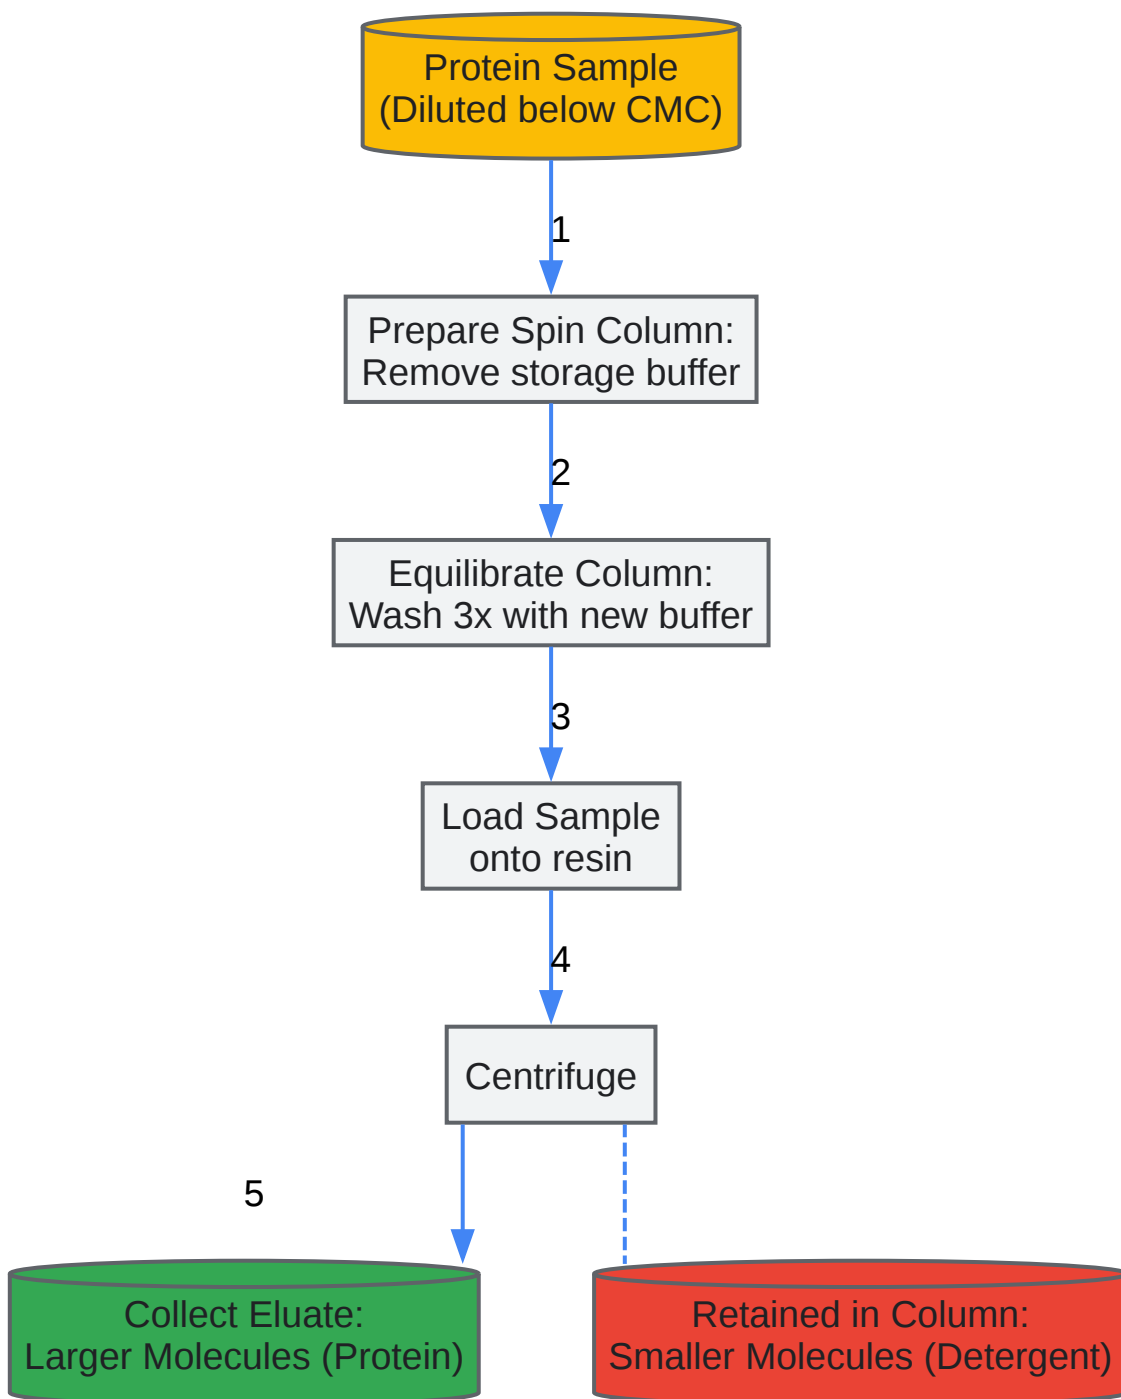 Protein Sample
(Diluted below CMC)
1
Prepare Spin Column:
Remove storage buffer
2
Equilibrate Column:
Wash 3x with new buffer
3
Load Sample
onto resin
4
Centrifuge
5
Collect Eluate:
Larger Molecules (Protein)
Retained in Column:
Smaller Molecules (Detergent)